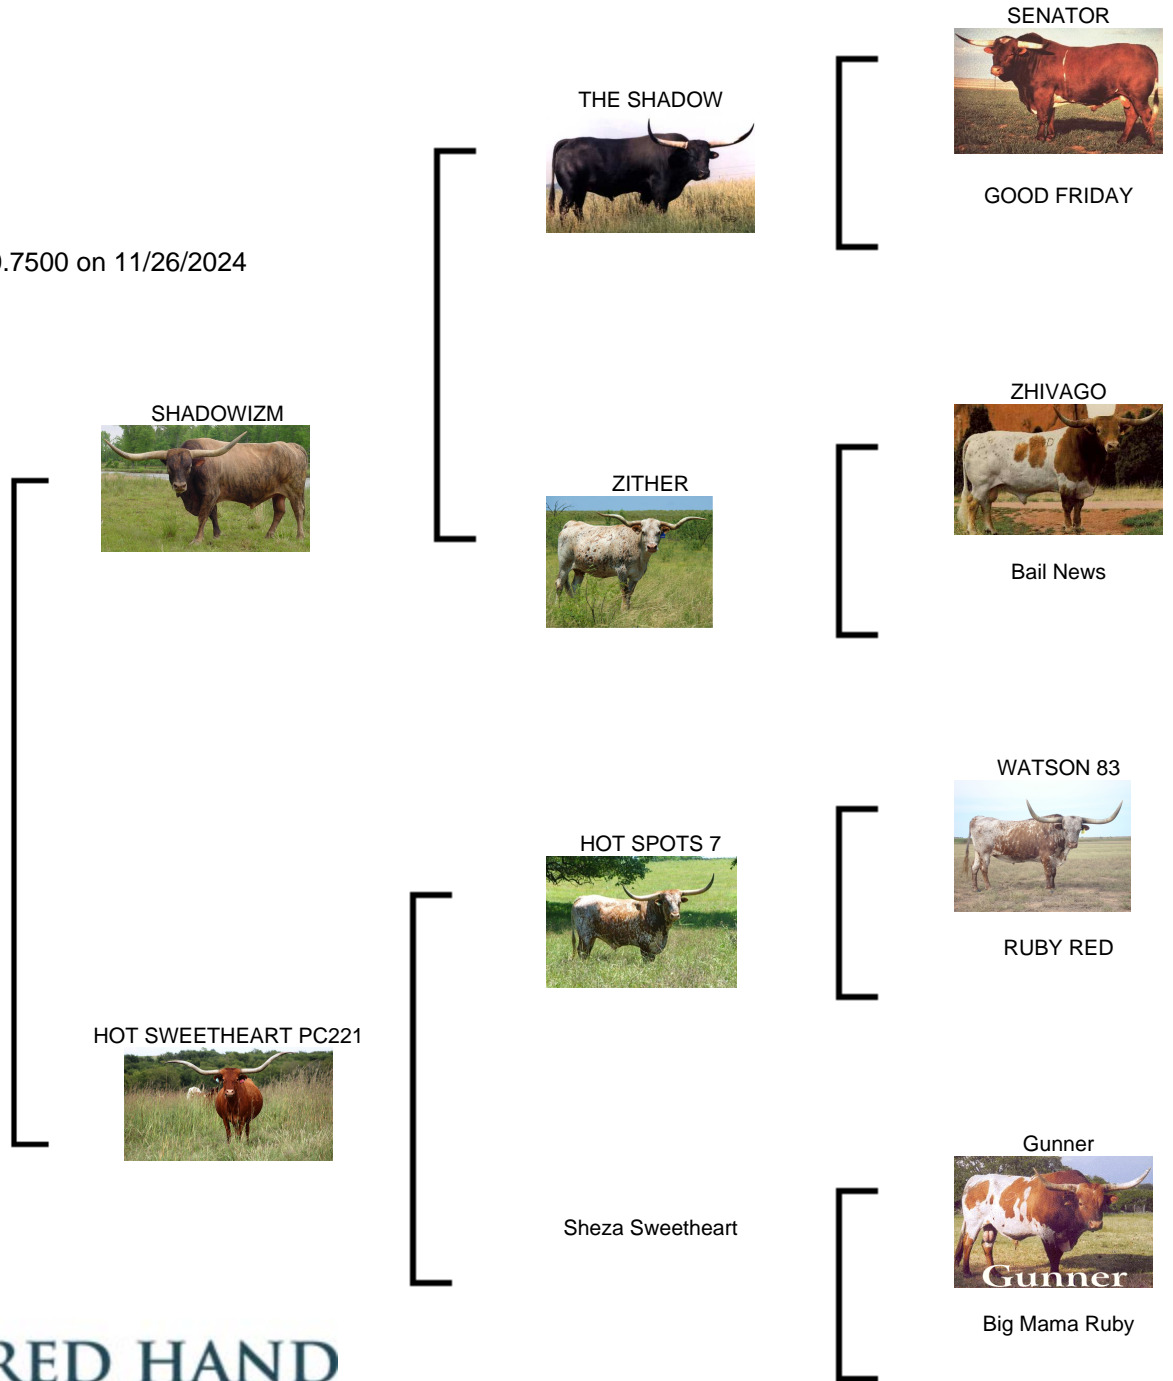 SENATOR
THE SHADOW
GOOD FRIDAY
.7500 on 11/26/2024
ZHIVAGO
SHADOWIZM
ZITHER
Bail News
WATSON 83
HOT SPOTS 7
RUBY RED
HOT SWEETHEART PC221
Gunner
Sheza Sweetheart
Gunner
Big Mama Ruby
RED HAND